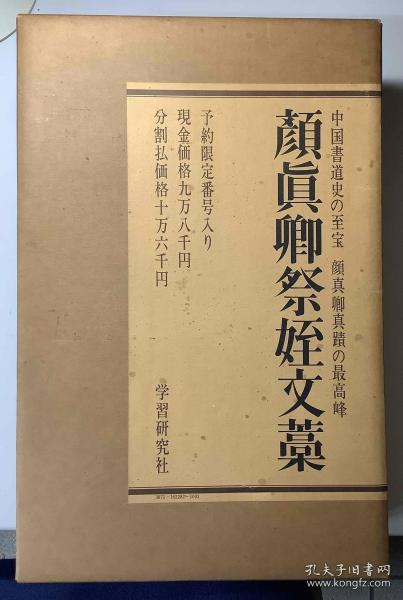 中国書道史の至宝 顔真卿真蹟の最高峰
顔眞卿祭姪文藁
予約限定番号入り
現金価格九万八千円
分割払価格十万六千円
学習研究社
孔夫子旧书网
www.kongfz.com